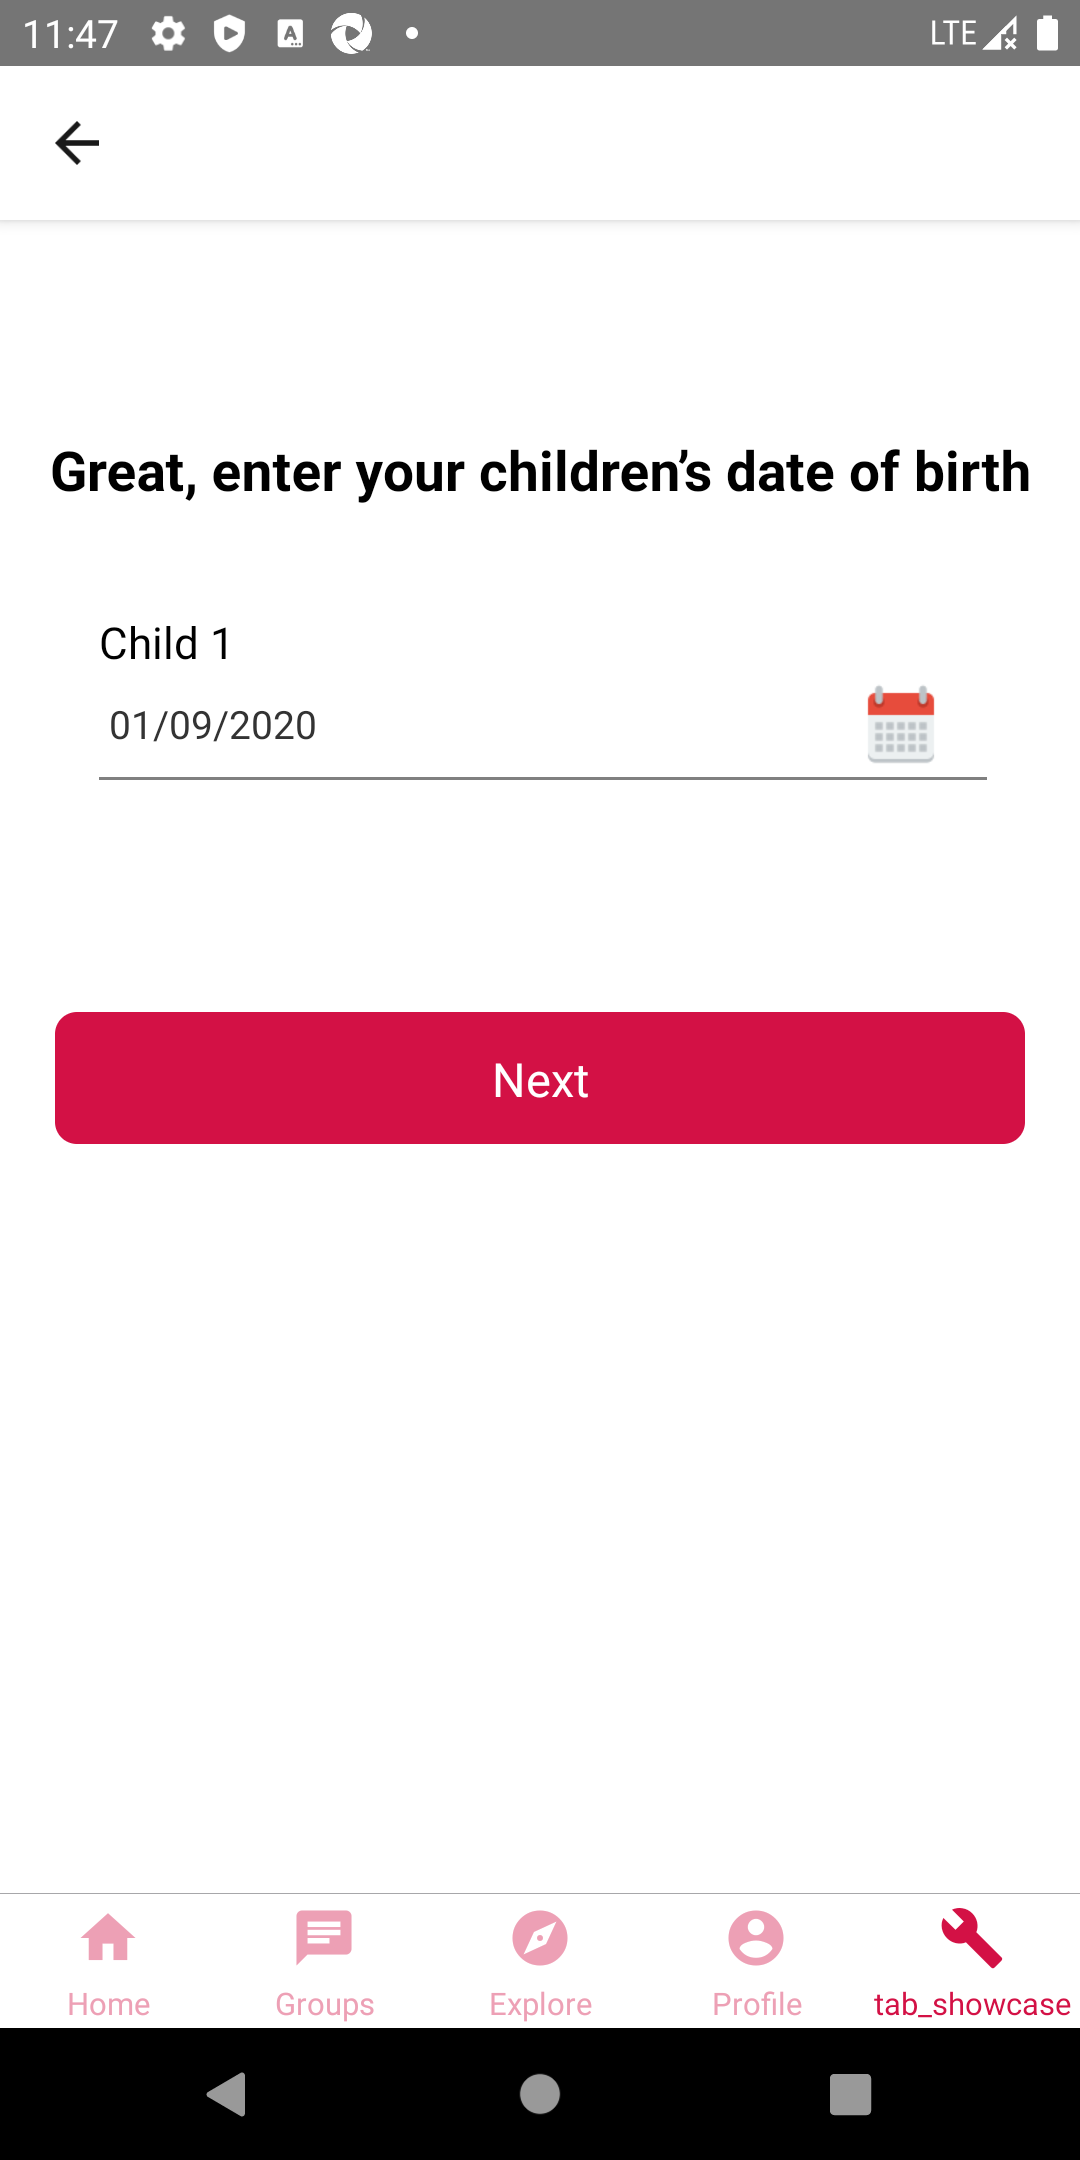 11:47
LTE
Great, enter your children’s date of birth
Child 1
01/09/2020
Next
Home
Groups
Explore
Profile
tab_showcase